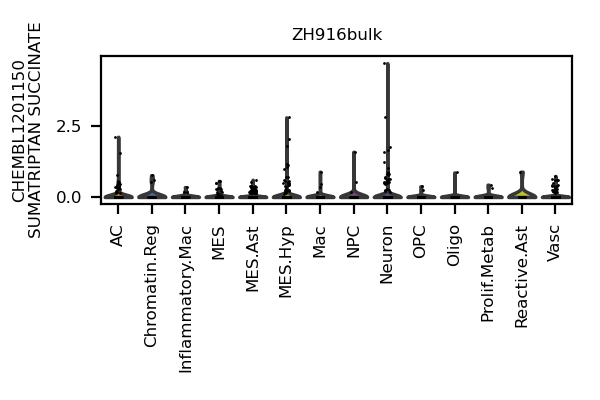 ZH916bulk
CHEMBL1201150
SUMATRIPTAN SUCCINATE
2.5
0.0
AC
Chromatin.Reg
Inflammatory.Mac
MES
MES.Ast
MES.Hyp
Mac
NPC
Neuron
OPC
Oligo
Prolif.Metab
Reactive.Ast
Vasc